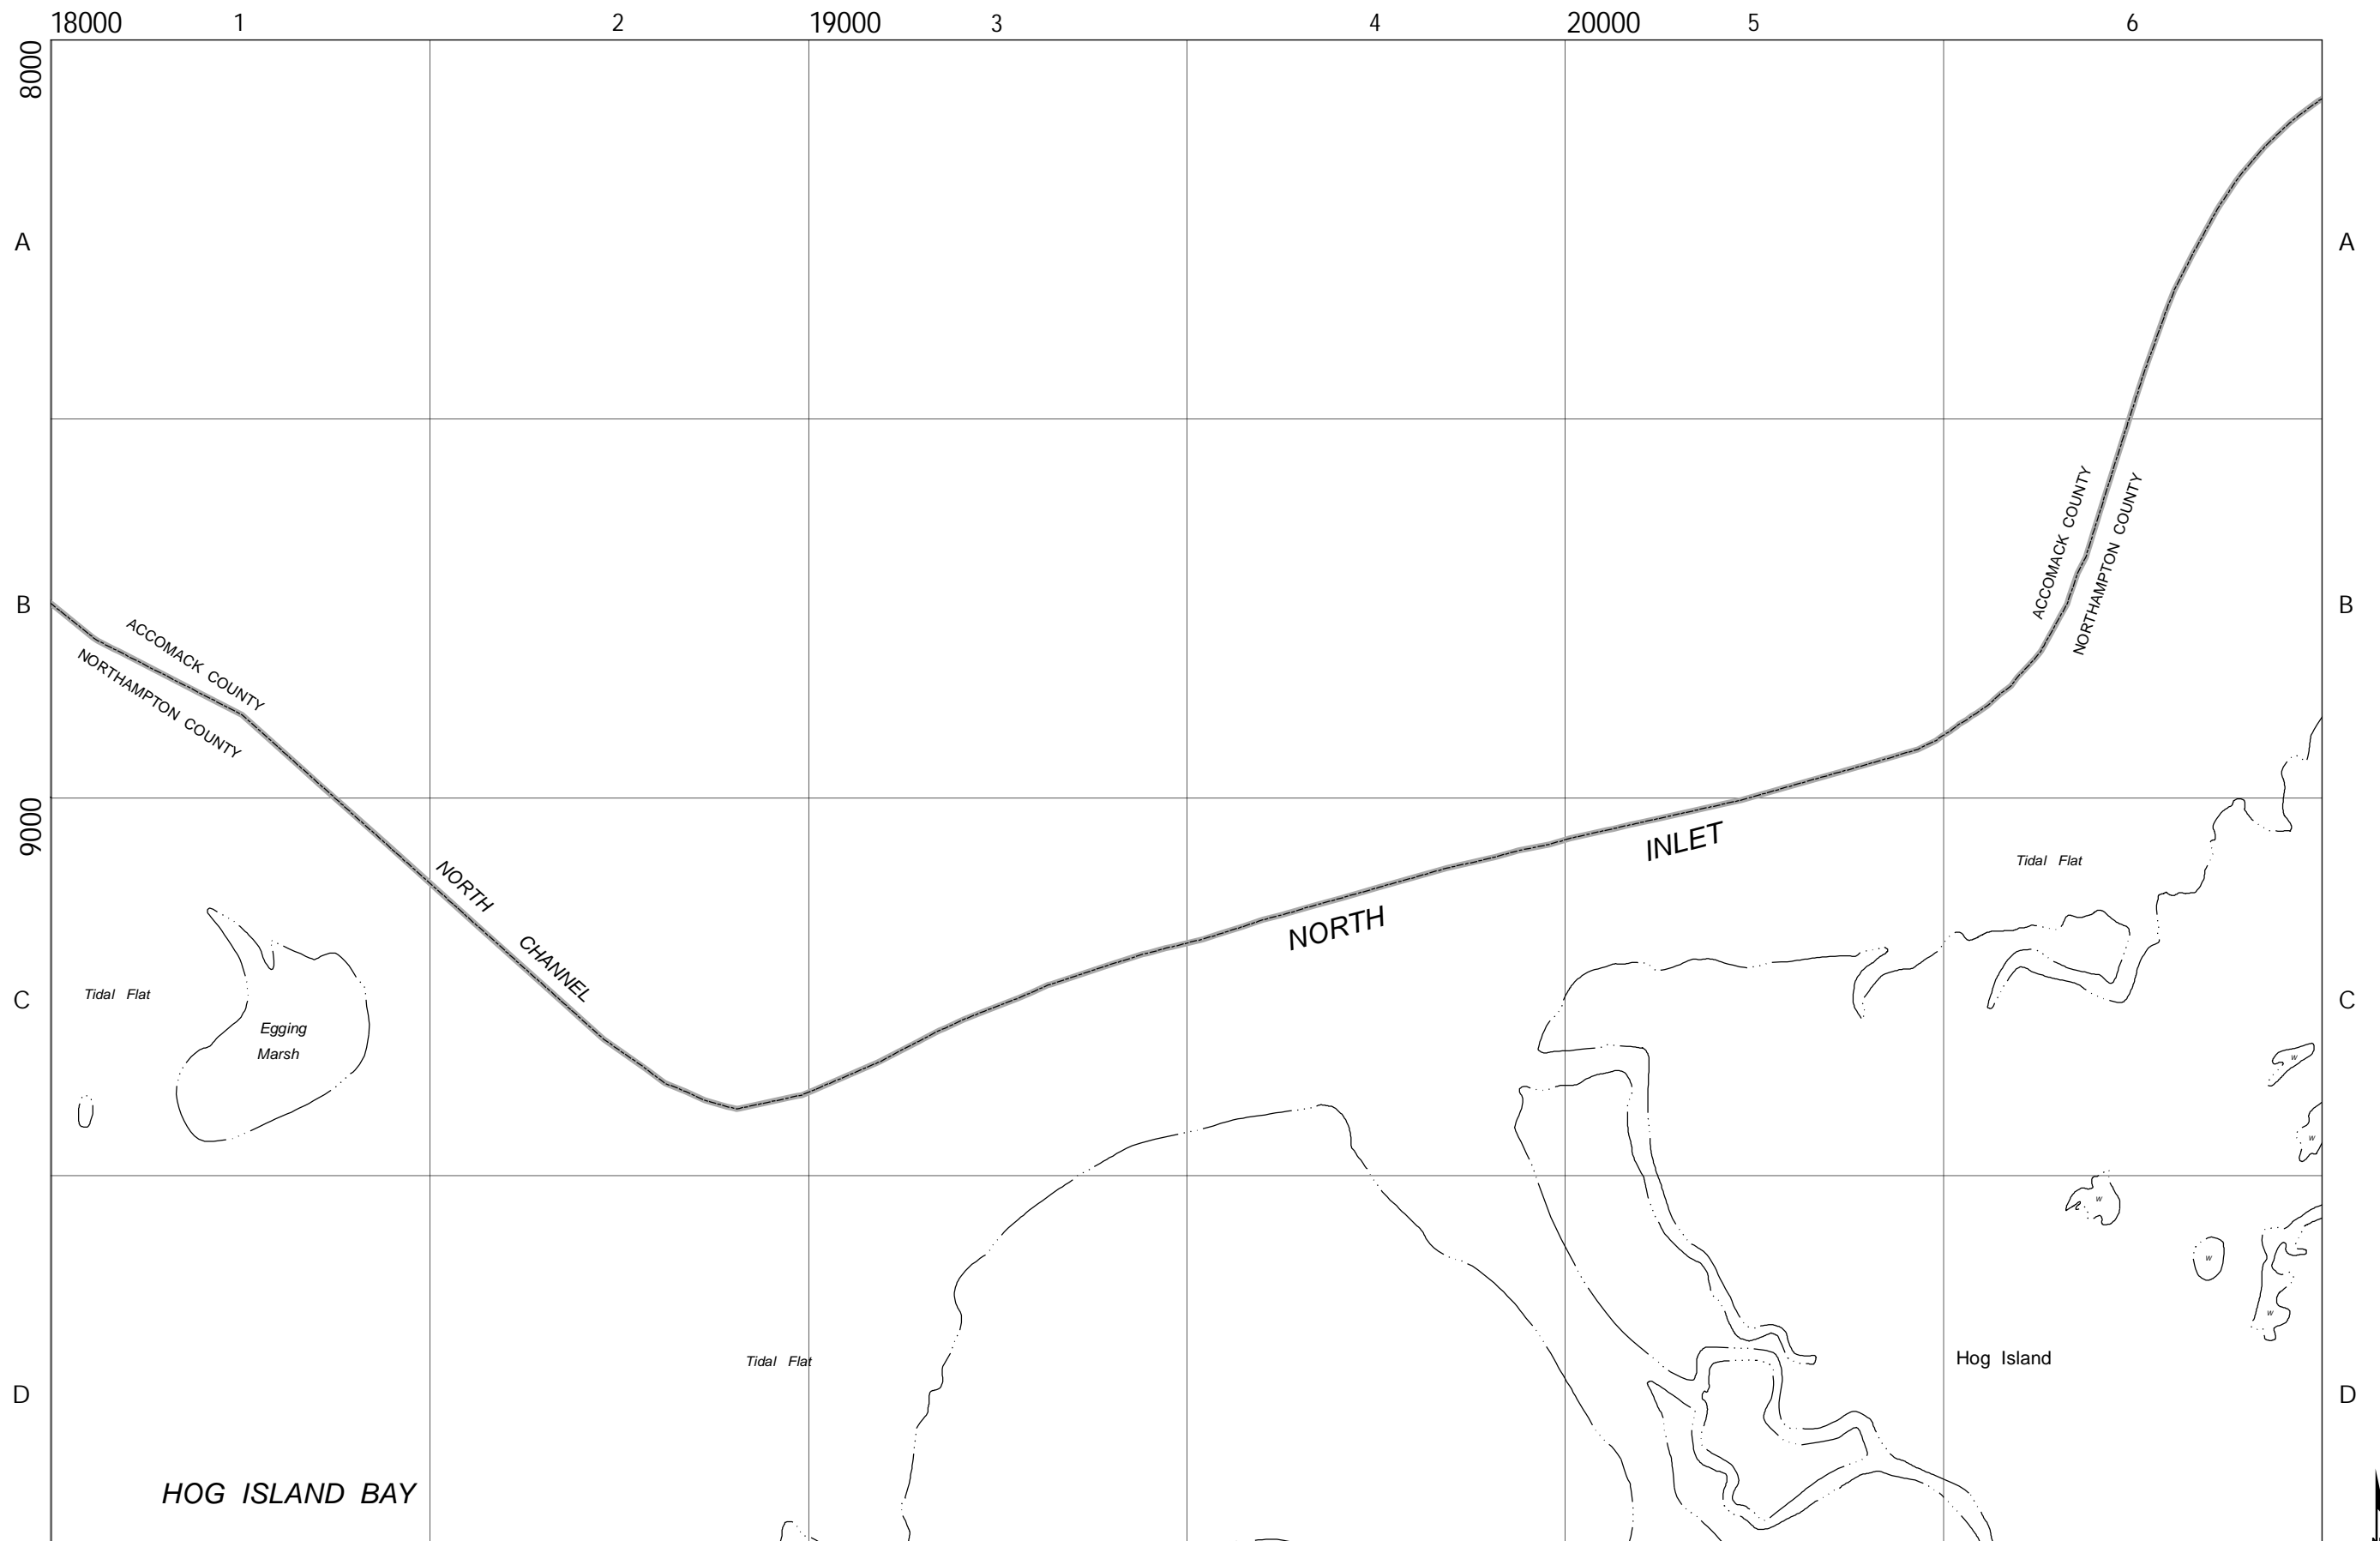 18000 1 2 19000 3 4 20000 5 6
8000
A A
ACCOMACK COUNTY
NORTHAMPTON COUNTY
B B
ACCOMACK COUNTY
NORTHAMPTON COUNTY
9000
INLET
Tidal Flat
NORTH
CHANNEL
NORTH
Tidal Flat
C C
Egging
Marsh
w
w
w
w
w
Tidal Flat
Hog Island
D D
HOG ISLAND BAY